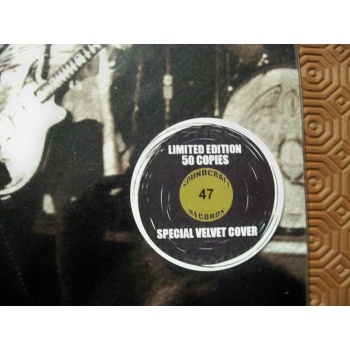 LIMITED EDITION
50 COPIES
SOUNDCRAFT
47
RECORDS
SPECIAL VELVET COVER